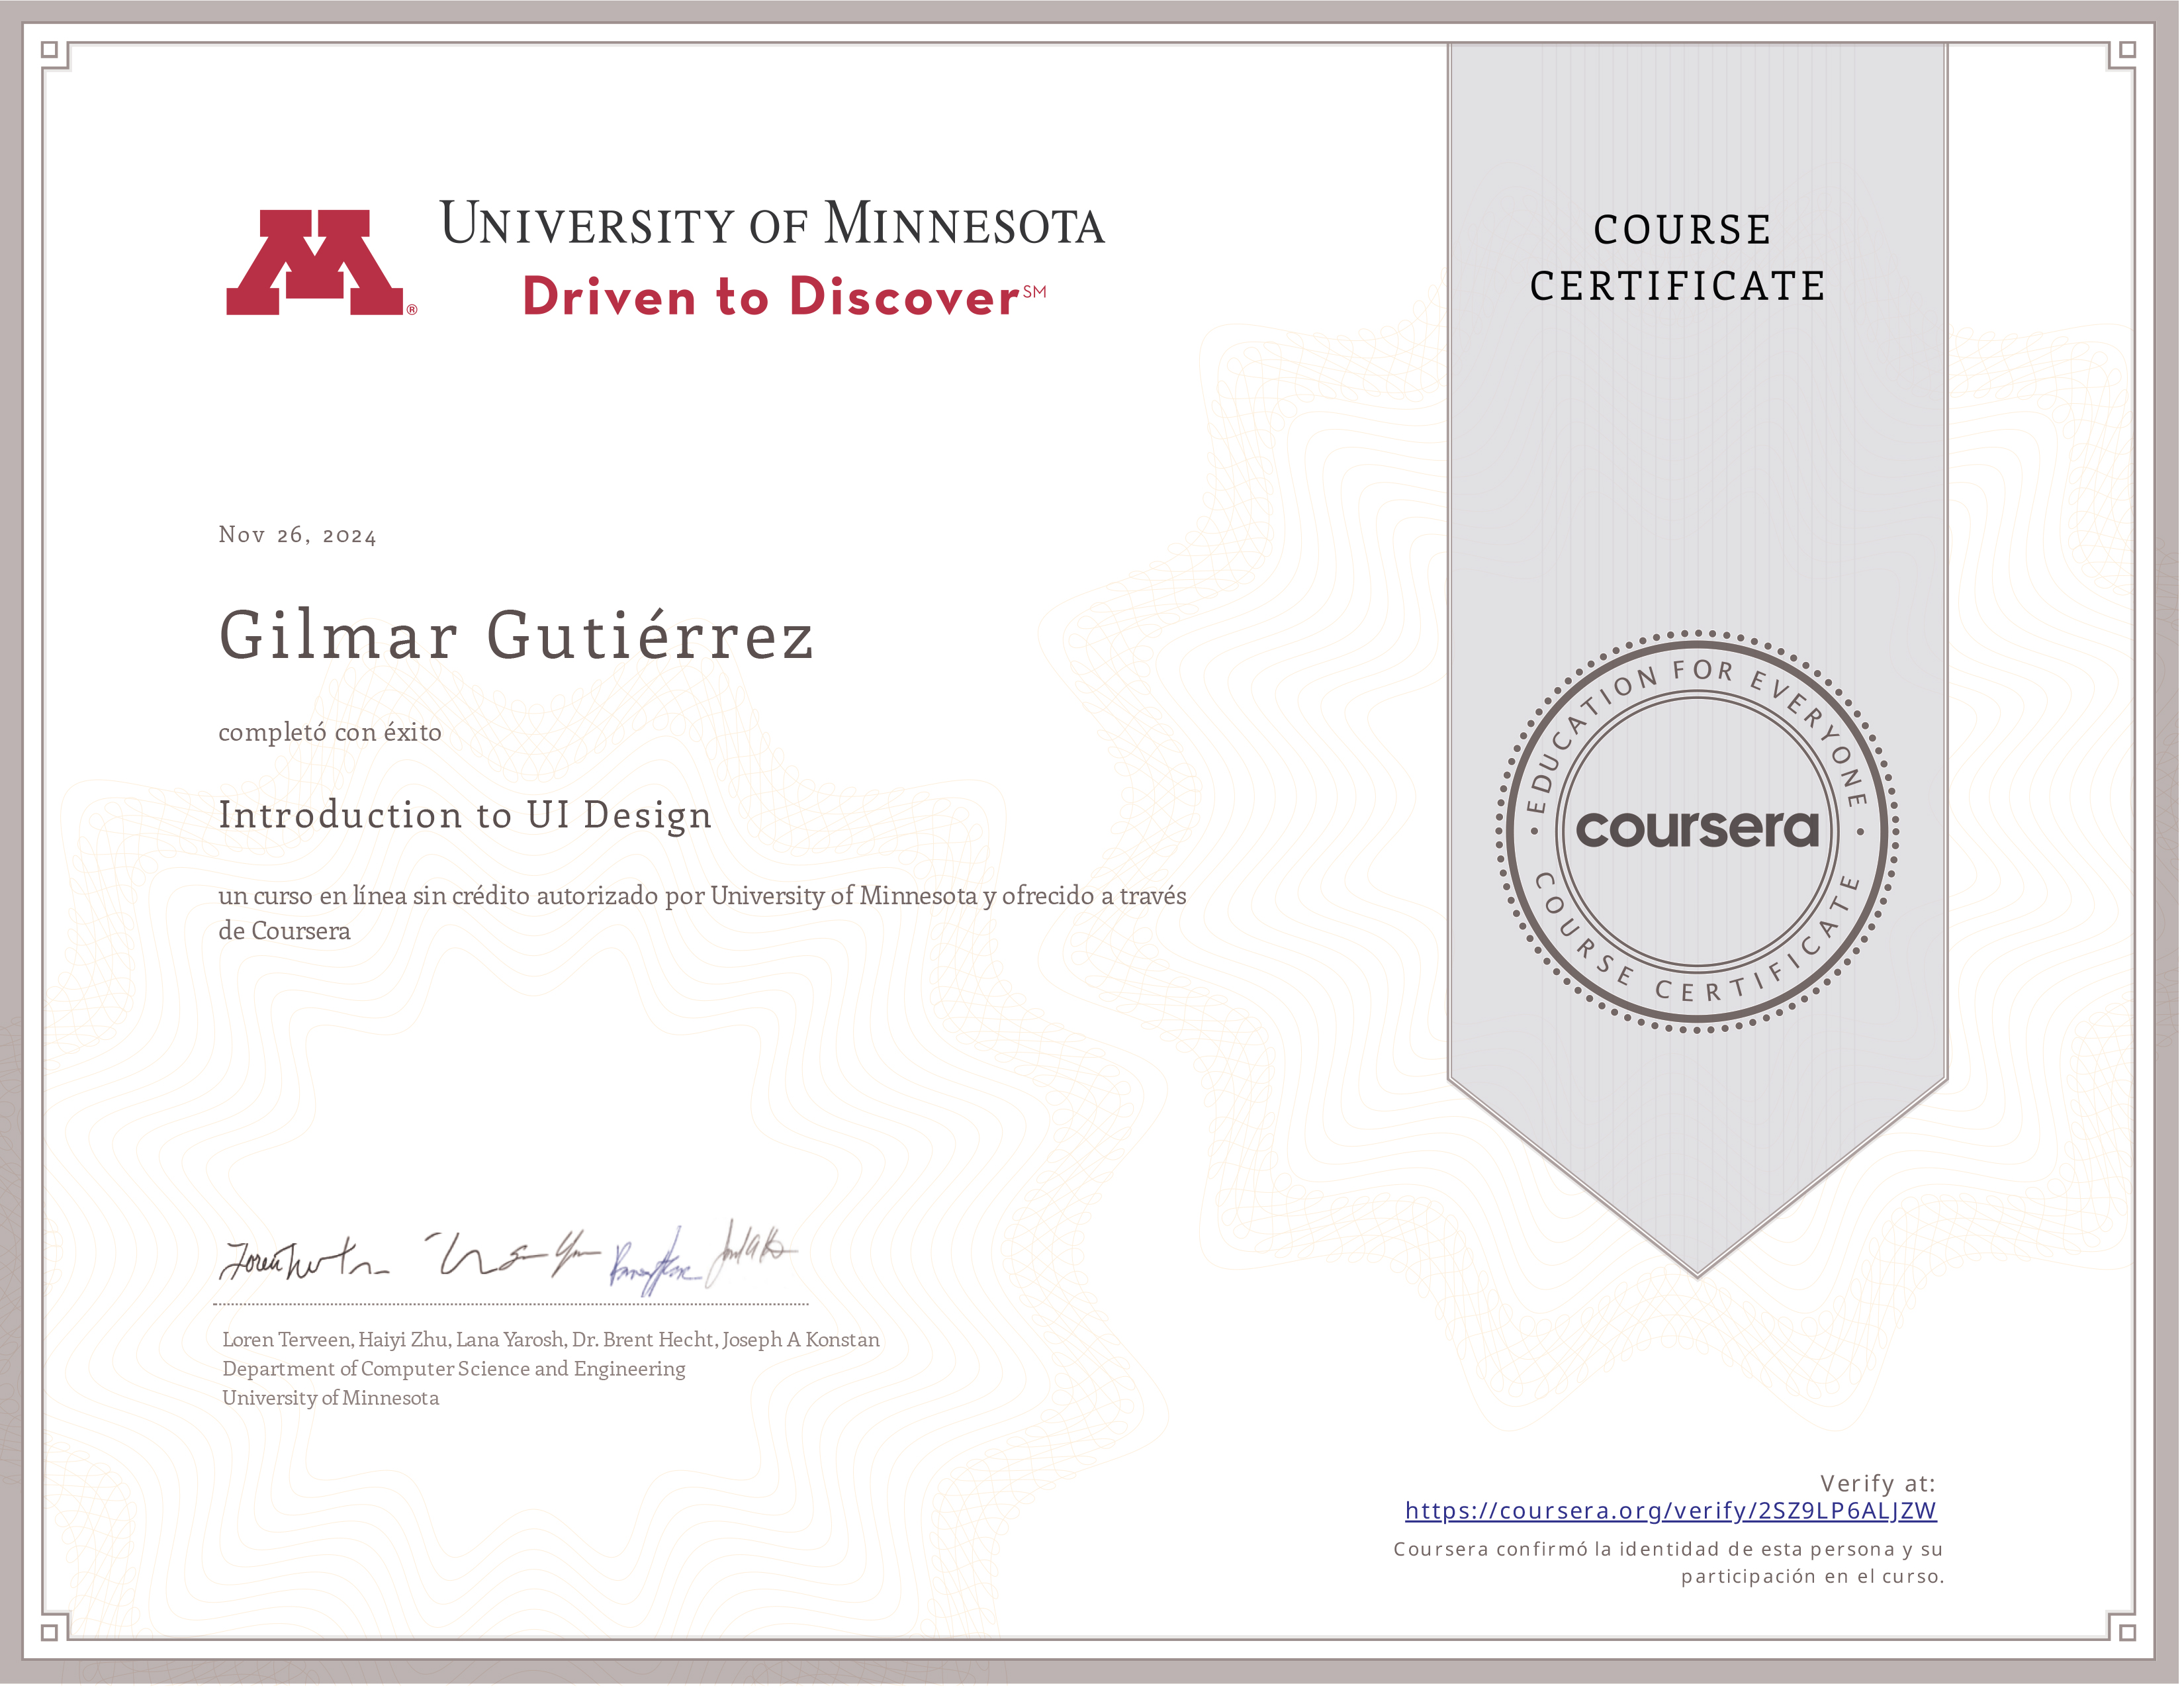 UNIVERSITY OF MINNESOTA
Driven to Discover℠
®
COURSE
CERTIFICATE
Nov 26, 2024
Gilmar Gutiérrez
completó con éxito
Introduction to UI Design
un curso en línea sin crédito autorizado por University of Minnesota y ofrecido a través
de Coursera
EDUCATION FOR EVERYONE
coursera
COURSE CERTIFICATE
Loren Terveen, Haiyi Zhu, Lana Yarosh, Dr. Brent Hecht, Joseph A Konstan
Department of Computer Science and Engineering
University of Minnesota
Verify at:
https://coursera.org/verify/2SZ9LP6ALJZW
Coursera confirmó la identidad de esta persona y su
participación en el curso.